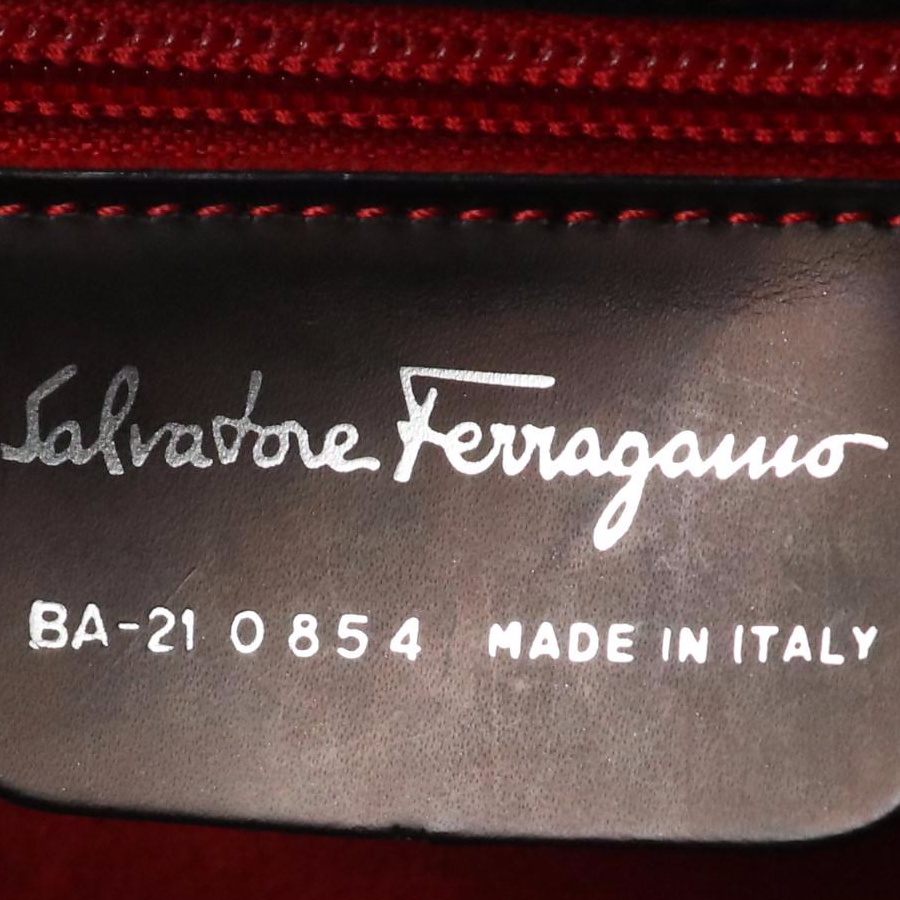 Salvatore Ferragamo
BA-21 0854 MADE IN ITALY